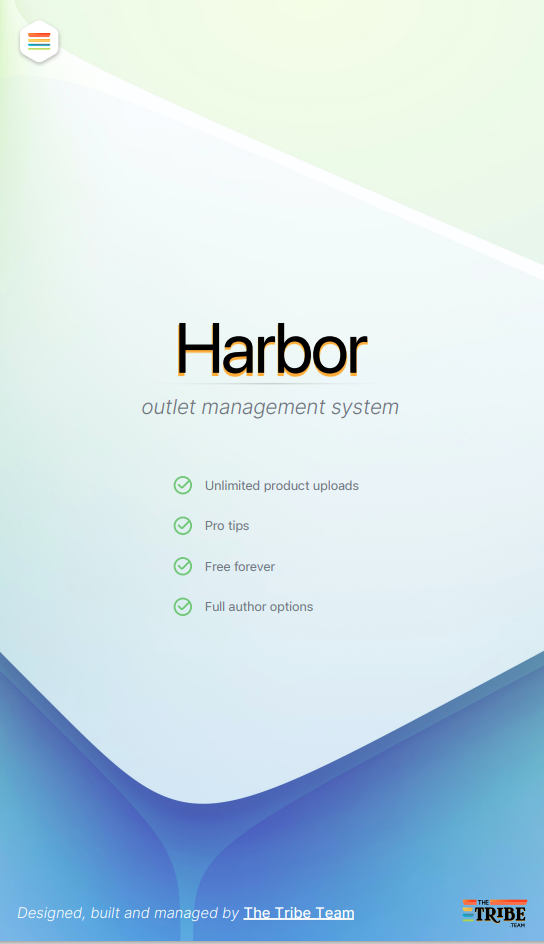 Harbor
outlet management system
Unlimited product uploads
Pro tips
Free forever
Full author options
Designed, built and managed by The Tribe Team
THE
TRIBE
.TEAM